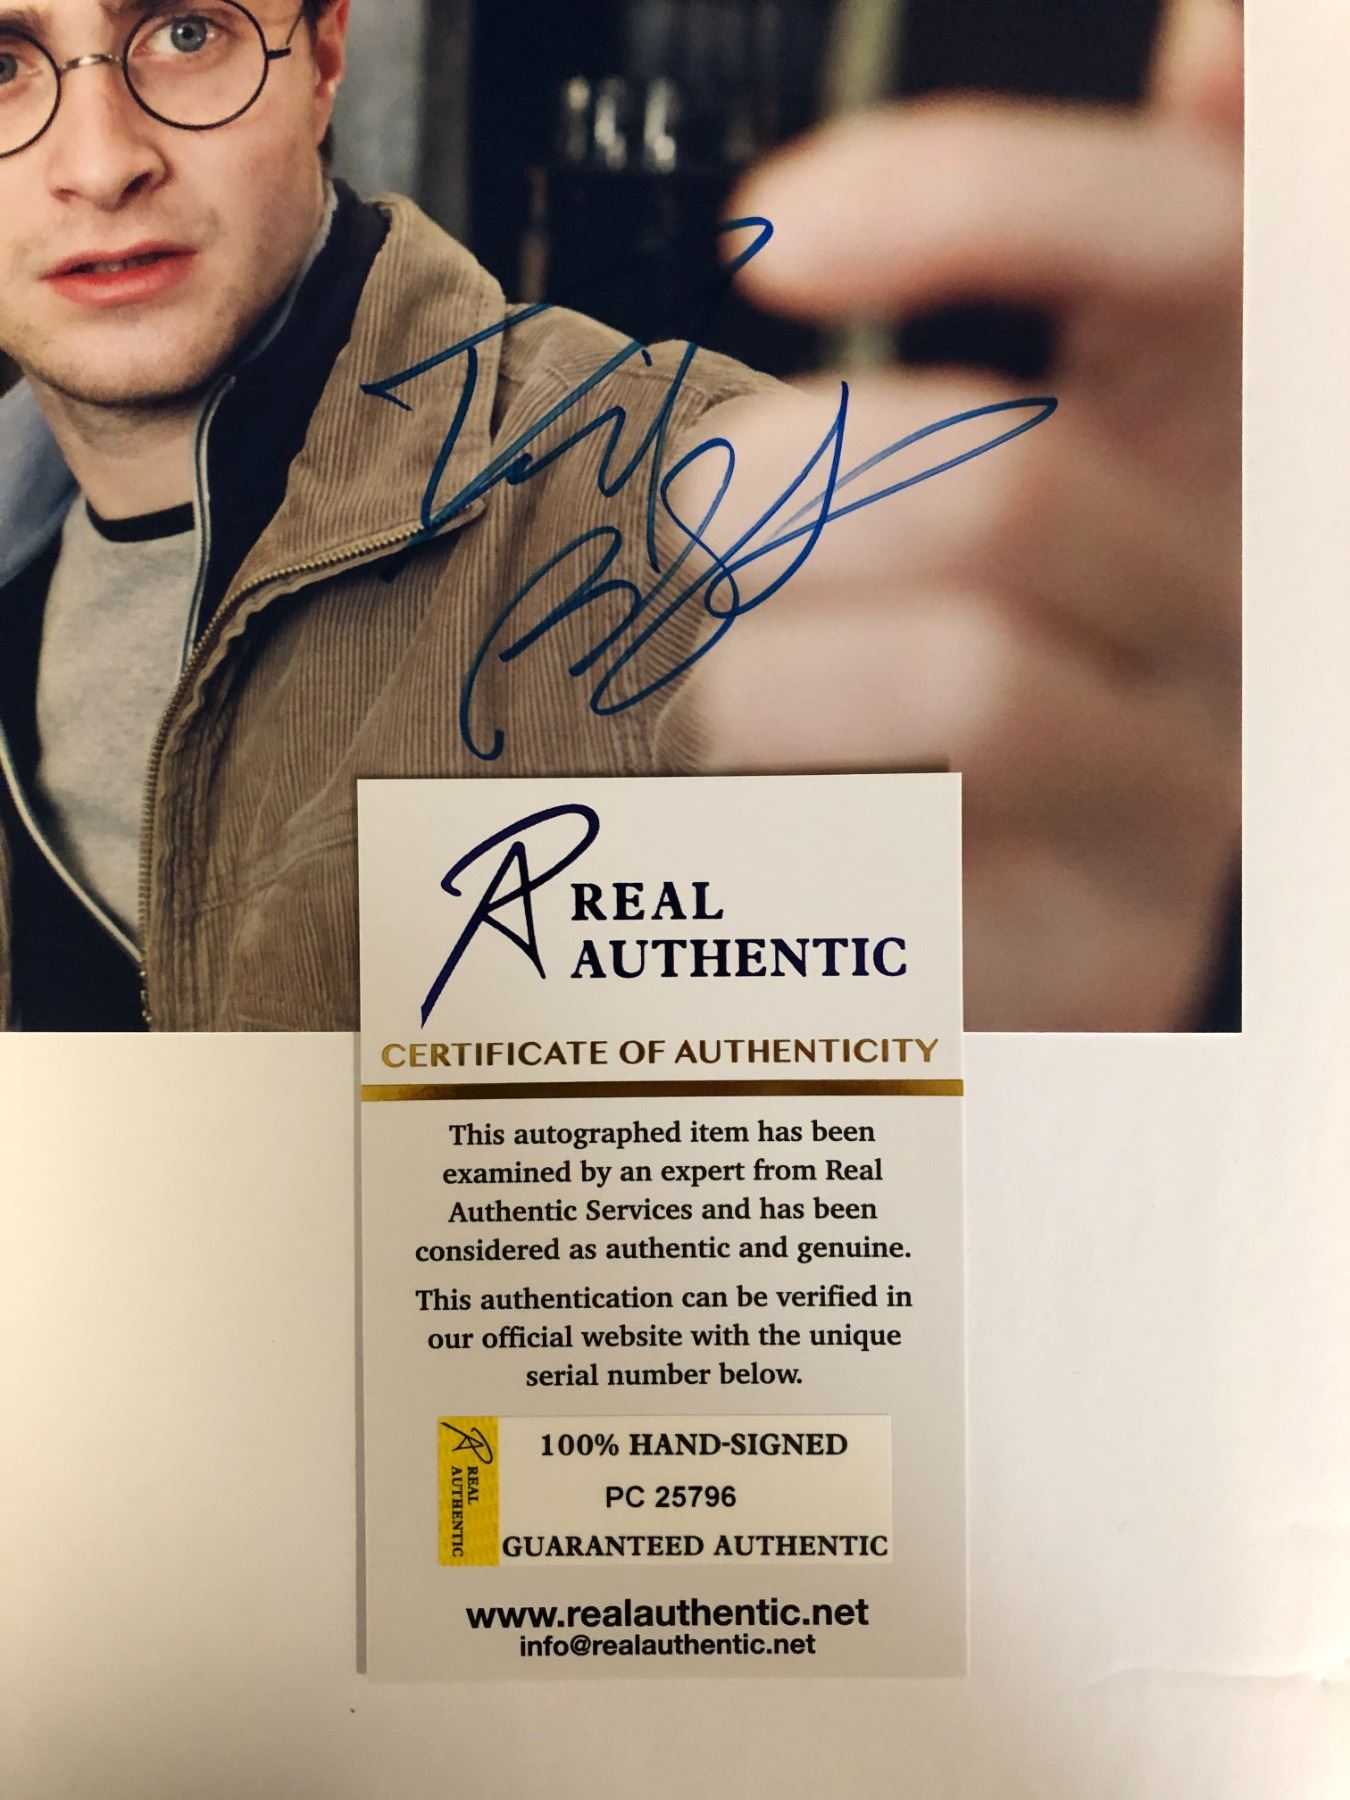 REAL
AUTHENTIC
CERTIFICATE OF AUTHENTICITY
This autographed item has been
examined by an expert from Real
Authentic Services and has been
considered as authentic and genuine.
This authentication can be verified in
our official website with the unique
serial number below.
REAL
AUTHENTIC
100% HAND-SIGNED
PC 25796
GUARANTEED AUTHENTIC
www.realauthentic.net
info@realauthentic.net